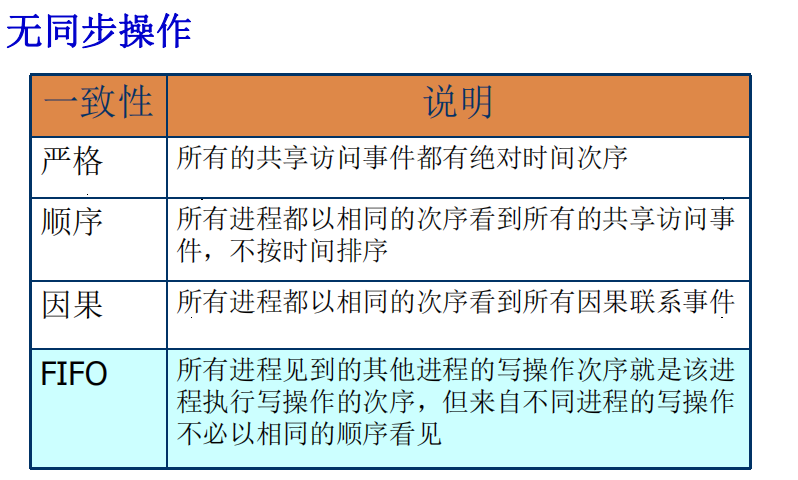 无同步操作
一致性 说明
严格 所有的共享访问事件都有绝对时间次序
顺序 所有进程都以相同的次序看到所有的共享访问事
件，不按时间排序
因果 所有进程都以相同的次序看到所有因果联系事件
FIFO 所有进程见到的其他进程的写操作次序就是该进
程执行写操作的次序，但来自不同进程的写操作
不必以相同的顺序看见